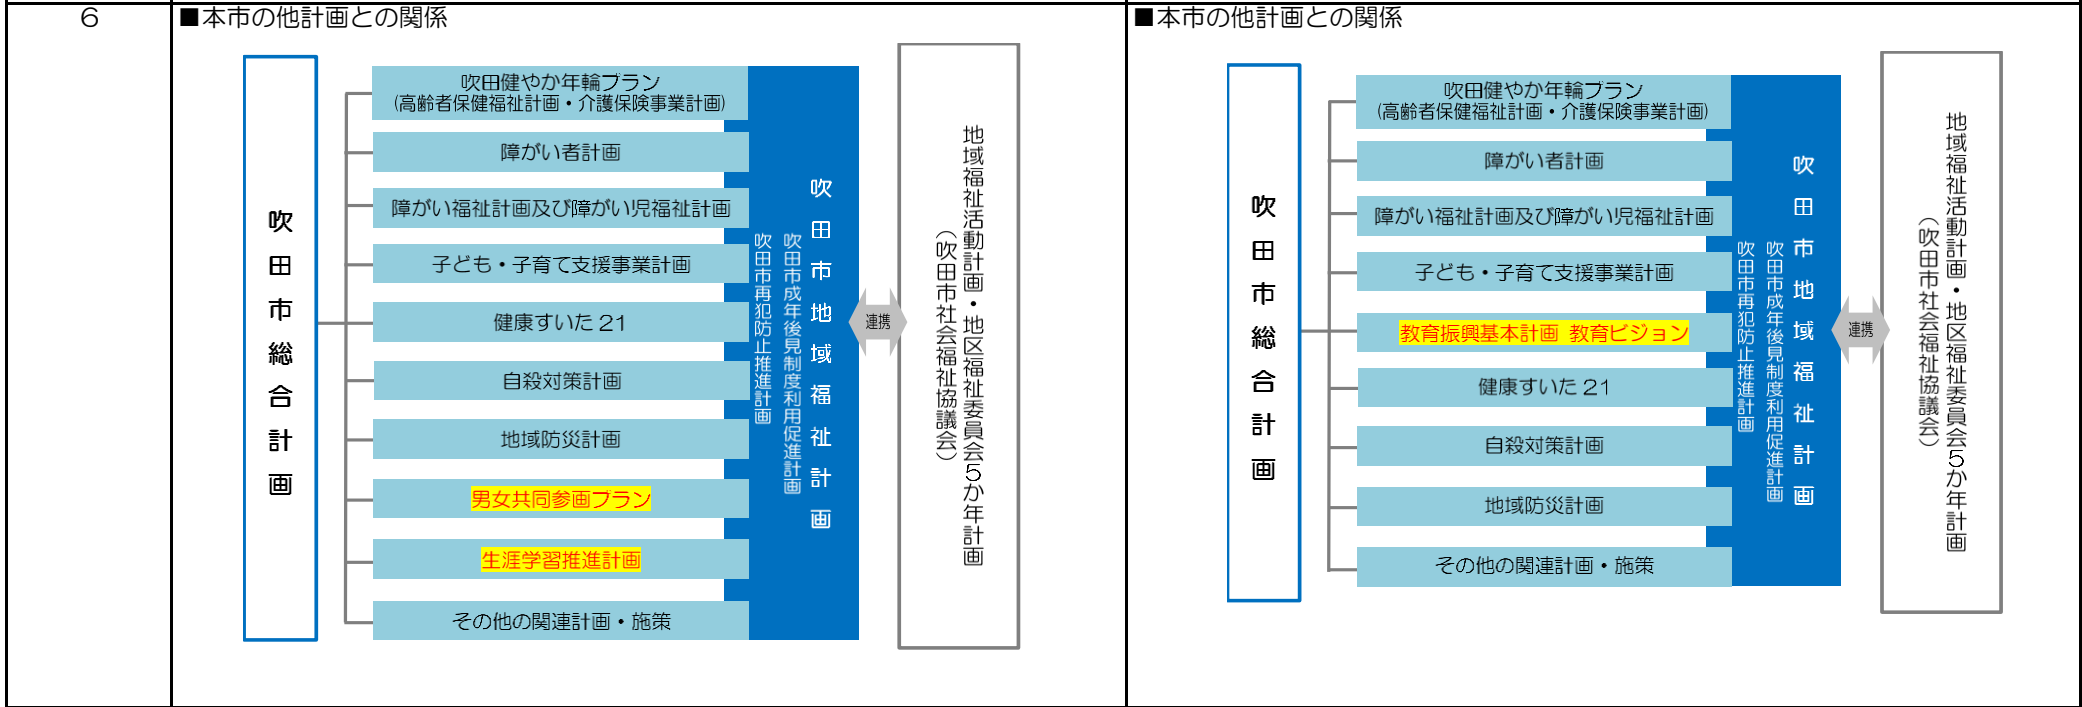 6
■本市の他計画との関係
吹田市総合計画
吹田健やか年輪プラン
(高齢者保健福祉計画・介護保険事業計画)
障がい者計画
障がい福祉計画及び障がい児福祉計画
子ども・子育て支援事業計画
健康すいた21
自殺対策計画
地域防災計画
男女共同参画プラン
生涯学習推進計画
その他の関連計画・施策
吹田市地域福祉計画
吹田市成年後見制度利用促進計画
吹田市再犯防止推進計画
連携
地域福祉活動計画・地区福祉委員会5か年計画
（吹田市社会福祉協議会）
■本市の他計画との関係
吹田市総合計画
吹田健やか年輪プラン
(高齢者保健福祉計画・介護保険事業計画)
障がい者計画
障がい福祉計画及び障がい児福祉計画
子ども・子育て支援事業計画
教育振興基本計画 教育ビジョン
健康すいた21
自殺対策計画
地域防災計画
その他の関連計画・施策
吹田市地域福祉計画
吹田市成年後見制度利用促進計画
吹田市再犯防止推進計画
連携
地域福祉活動計画・地区福祉委員会5か年計画
（吹田市社会福祉協議会）